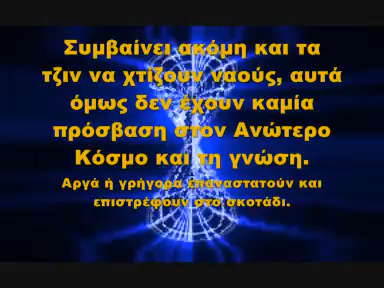 Συμβαίνει ακόμη και τα
τζιν να χτίζουν ναούς, αυτά
όμως δεν έχουν καμία
πρόσβαση στον Ανώτερο
Κόσμο και τη γνώση.
Αργά ή γρήγορα επαναστατούν και
επιστρέφουν στο σκοτάδι.